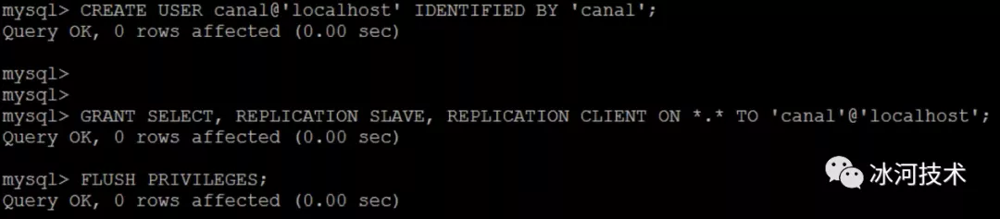 mysql> CREATE USER canal@'localhost' IDENTIFIED BY 'canal';
Query OK, 0 rows affected (0.00 sec)
mysql>
mysql>
mysql> GRANT SELECT, REPLICATION SLAVE, REPLICATION CLIENT ON *.* TO 'canal'@'localhost';
Query OK, 0 rows affected (0.00 sec)
mysql> FLUSH PRIVILEGES;
Query OK, 0 rows affected (0.00 sec)
冰河技术